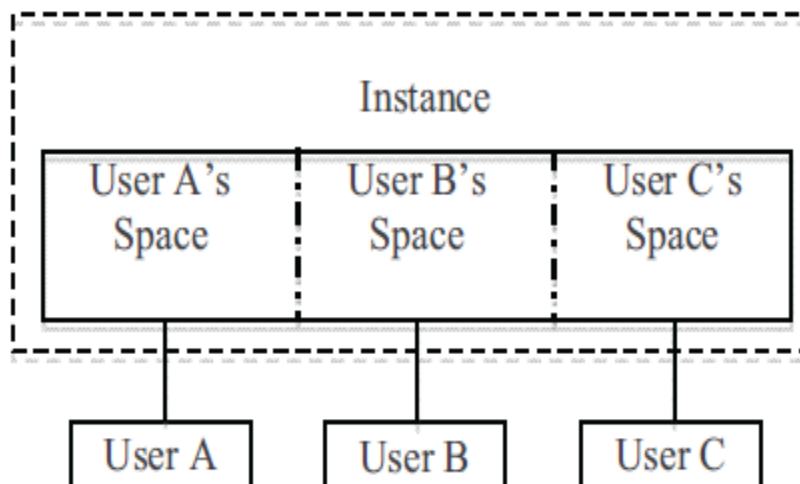 Instance
User A’s User B’s User C’s
Space Space Space
User A User B User C